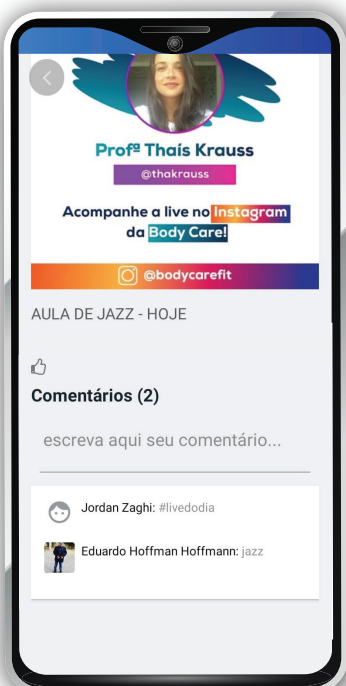 Profª Thaís Krauss
@thakrauss
Acompanhe a live no Instagram
da Body Care!
@bodycarefit
AULA DE JAZZ - HOJE
Comentários (2)
escreva aqui seu comentário...
Jordan Zaghi: #livedodia
Eduardo Hoffman Hoffmann: jazz